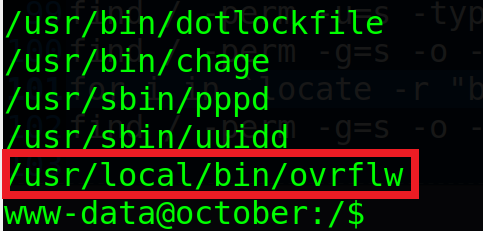 /usr/bin/dotlockfile
/usr/bin/chage
/usr/sbin/pppd
/usr/sbin/uuidd
/usr/local/bin/ovrflw
www-data@october:/$